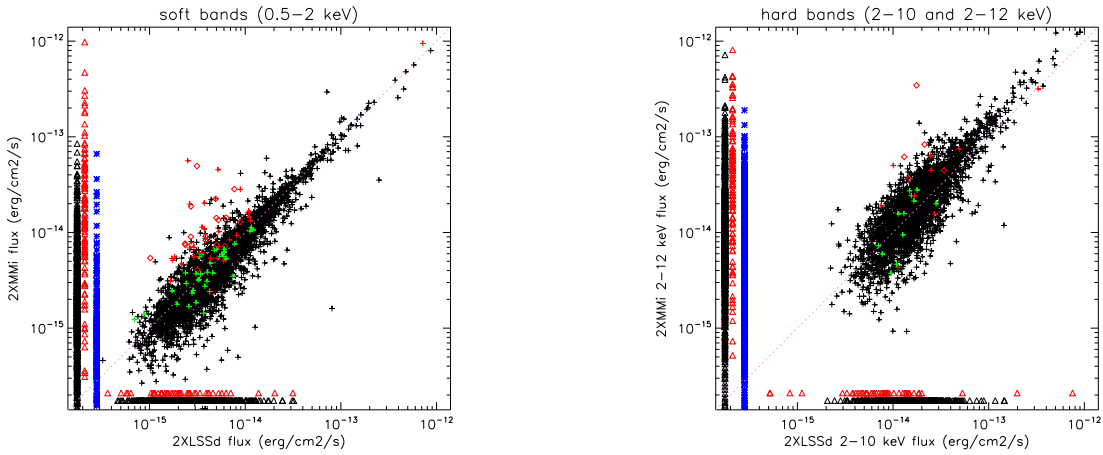 soft bands (0.5−2 keV)
10−12
10−13
10−14
10−15
2XMMi flux (erg/cm2/s)
10−15 10−14 10−13 10−12
2XLSSd flux (erg/cm2/s)
hard bands (2−10 and 2−12 keV)
10−12
10−13
10−14
10−15
2XMMi 2−12 keV flux (erg/cm2/s)
10−15 10−14 10−13 10−12
2XLSSd 2−10 keV flux (erg/cm2/s)